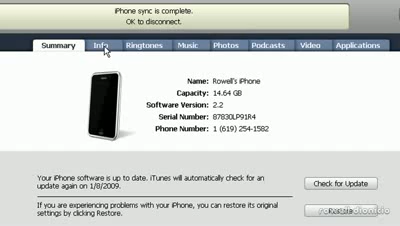 iPhone sync is complete.
OK to disconnect.
Summary Info Ringtones Music Photos Podcasts Video Applications
Name: Rowell's iPhone
Capacity: 14.64 GB
Software Version: 2.2
Serial Number: 87830LP91R4
Phone Number: 1 (619) 254-1582
Your iPhone software is up to date. iTunes will automatically check for an
update again on 1/8/2009.
Check for Update
If you are experiencing problems with your iPhone, you can restore its original
settings by clicking Restore.
Restore